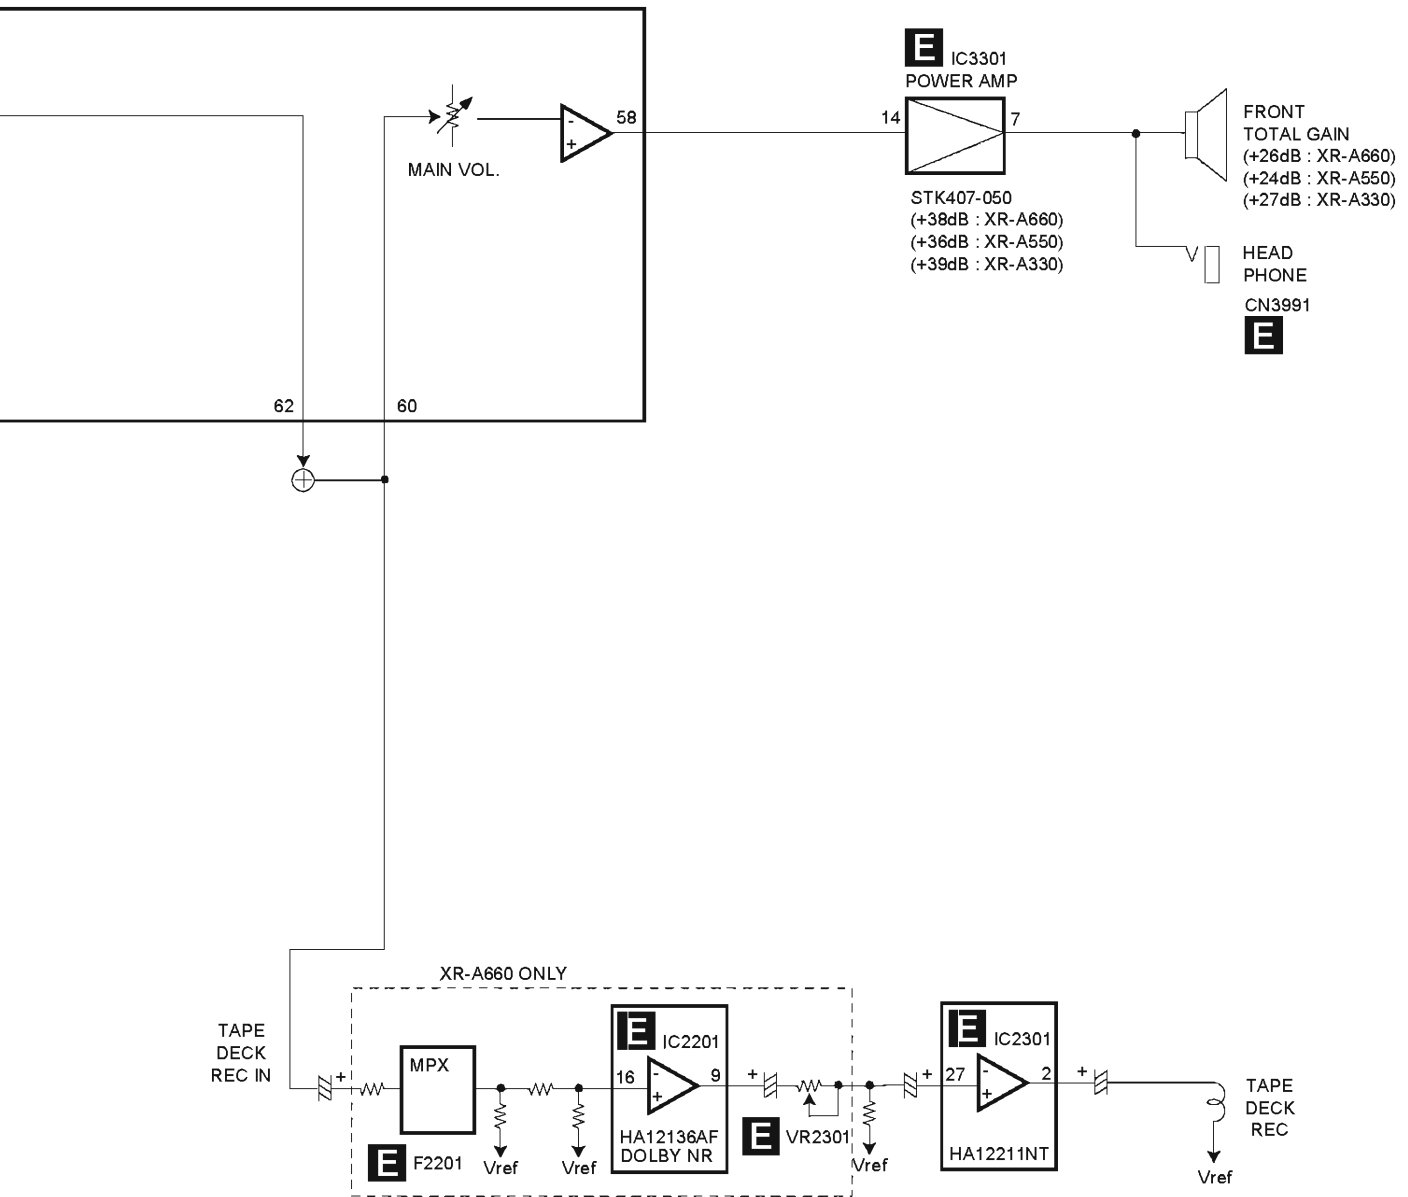 E IC3301
POWER AMP
14
7
STK407-050
(+38dB : XR-A660)
(+36dB : XR-A550)
(+39dB : XR-A330)
FRONT
TOTAL GAIN
(+26dB : XR-A660)
(+24dB : XR-A550)
(+27dB : XR-A330)
HEAD
PHONE
CN3991
E
MAIN VOL.
-
+
58
62
60
+
XR-A660 ONLY
TAPE
DECK
REC IN
+
MPX
E F2201
Vref
Vref
E IC2201
16
-
+
9
HA12136AF
DOLBY NR
+
E VR2301
Vref
+
E IC2301
27
-
+
2
HA12211NT
+
TAPE
DECK
REC
Vref